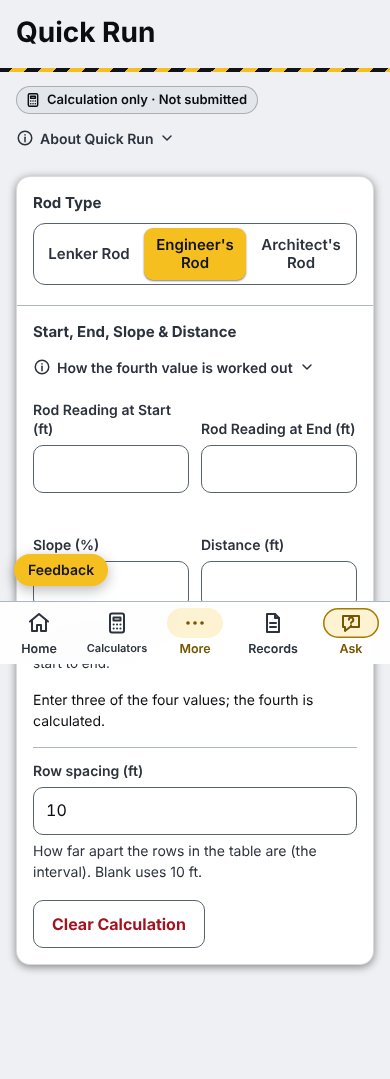 Quick Run
Calculation only · Not submitted
About Quick Run
Rod Type
Lenker Rod
Engineer's
Rod
Architect's
Rod
Start, End, Slope & Distance
How the fourth value is worked out
Rod Reading at Start
(ft)
Rod Reading at End (ft)
Slope (%)
Distance (ft)
Feedback
Home
Calculators
More
Records
Ask
start to end.
Enter three of the four values; the fourth is
calculated.
Row spacing (ft)
10
How far apart the rows in the table are (the
interval). Blank uses 10 ft.
Clear Calculation